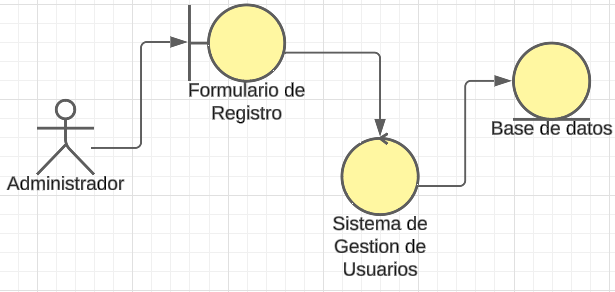 Formulario de
Registro
Administrador
Base de datos
Sistema de
Gestion de
Usuarios